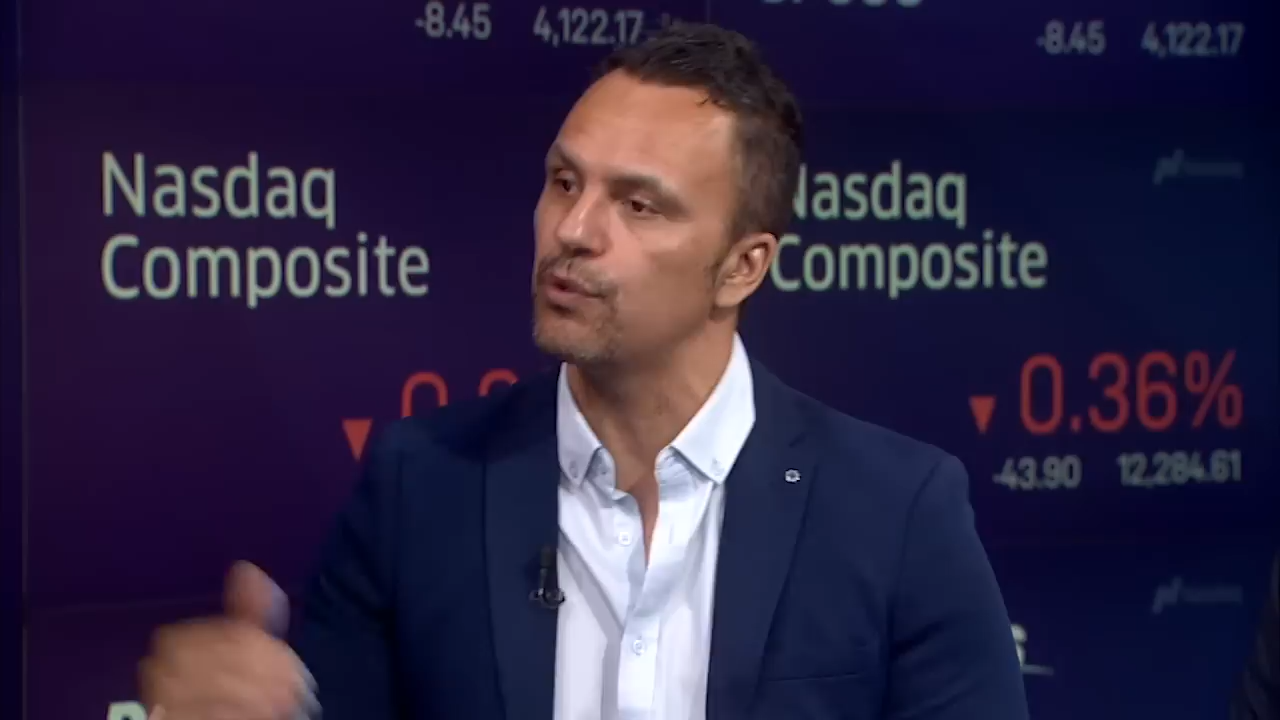 -8.45 4,122.17
-8.45 4,122.17
Nasdaq
Composite
Nasdaq
Composite
0.36%
-43.90 12,284.61